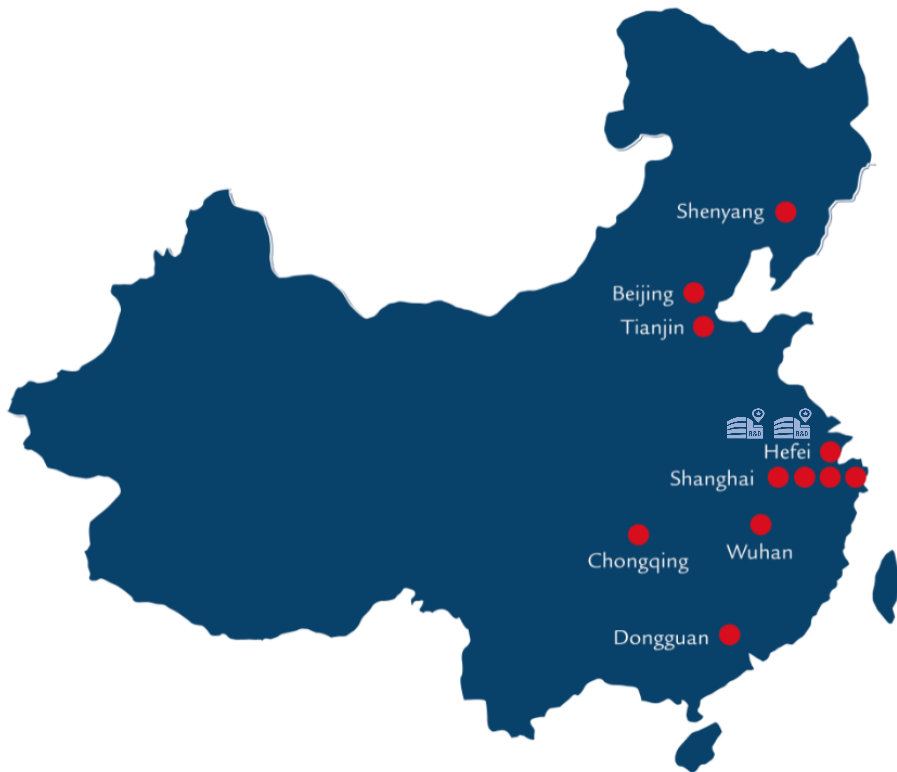 Shenyang
Beijing
Tianjin
R&D R&D
Hefei
Shanghai
Wuhan
Chongqing
Dongguan